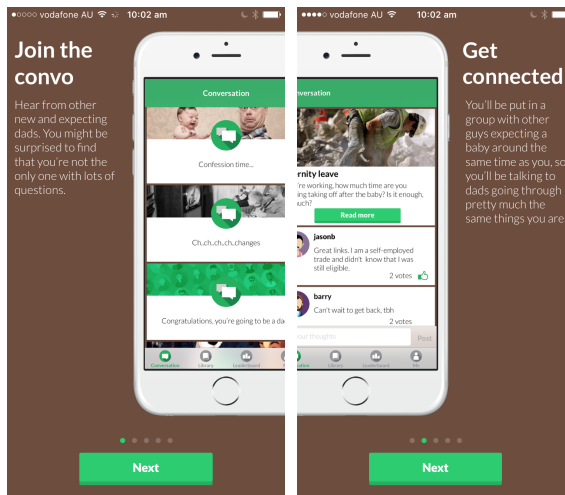 vodafone AU
10:02 am
Join the
convo
Hear from other
new and expecting
dads. You might be
surprised to find
that you're not the
only one with lots of
questions.
Conversation
Confession time...
Ch..ch..ch..ch..changes
Congratulations, you're going to be a da
Conversation
Library
Leaderboard
Next
vodafone AU
10:02 am
Get
connected
You'll be put in a
group with other
guys expecting a
baby around the
same time as you, so
you'll be talking to
dads going through
pretty much the
same things you are
nversation
rnity leave
're working, how much time are you
ing taking off after the baby? Is it enough,
uch?
Read more
jasonb
Great links. I am a self-employed
trade and didn't know that I was
still eligible.
2 votes
barry
Can't wait to get back, tbh
2 votes
your thoughts
Post
Library
Leaderboard
Me
Next